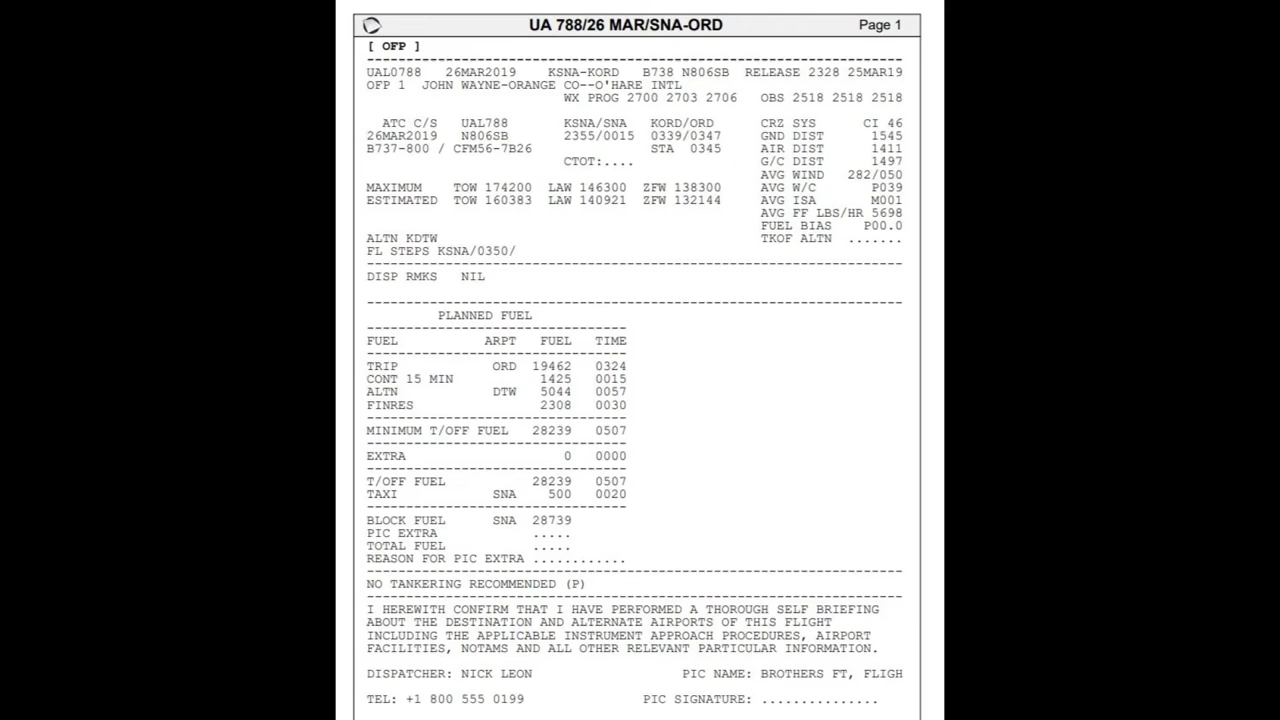 UA 788/26 MAR/SNA-ORD Page 1
[ OFP ]
--------------------------------------------------------------------
UAL0788 26MAR2019 KSNA-KORD B738 N806SB RELEASE 2328 25MAR19
OFP 1 JOHN WAYNE-ORANGE CO--O'HARE INTL
WX PROG 2700 2703 2706 OBS 2518 2518 2518
ATC C/S UAL788 KSNA/SNA KORD/ORD CRZ SYS CI 46
26MAR2019 N806SB 2355/0015 0339/0347 GND DIST 1545
B737-800 / CFM56-7B26 STA 0345 AIR DIST 1411
CTOT:.... G/C DIST 1497
AVG WIND 282/050
MAXIMUM TOW 174200 LAW 146300 ZFW 138300 AVG W/C P039
ESTIMATED TOW 160383 LAW 140921 ZFW 132144 AVG ISA M001
AVG FF LBS/HR 5698
FUEL BIAS P00.0
ALTN KDTW TKOF ALTN .......
FL STEPS KSNA/0350/
--------------------------------------------------------------------
DISP RMKS NIL
--------------------------------------------------------------------
PLANNED FUEL
---------------------------------
FUEL ARPT FUEL TIME
---------------------------------
TRIP ORD 19462 0324
CONT 15 MIN 1425 0015
ALTN DTW 5044 0057
FINRES 2308 0030
---------------------------------
MINIMUM T/OFF FUEL 28239 0507
---------------------------------
EXTRA 0 0000
---------------------------------
T/OFF FUEL 28239 0507
TAXI SNA 500 0020
---------------------------------
BLOCK FUEL SNA 28739
PIC EXTRA .....
TOTAL FUEL .....
REASON FOR PIC EXTRA ............
--------------------------------------------------------------------
NO TANKERING RECOMMENDED (P)
--------------------------------------------------------------------
I HEREWITH CONFIRM THAT I HAVE PERFORMED A THOROUGH SELF BRIEFING
ABOUT THE DESTINATION AND ALTERNATE AIRPORTS OF THIS FLIGHT
INCLUDING THE APPLICABLE INSTRUMENT APPROACH PROCEDURES, AIRPORT
FACILITIES, NOTAMS AND ALL OTHER RELEVANT PARTICULAR INFORMATION.
DISPATCHER: NICK LEON PIC NAME: BROTHERS FT, FLIGH
TEL: +1 800 555 0199 PIC SIGNATURE: ...............